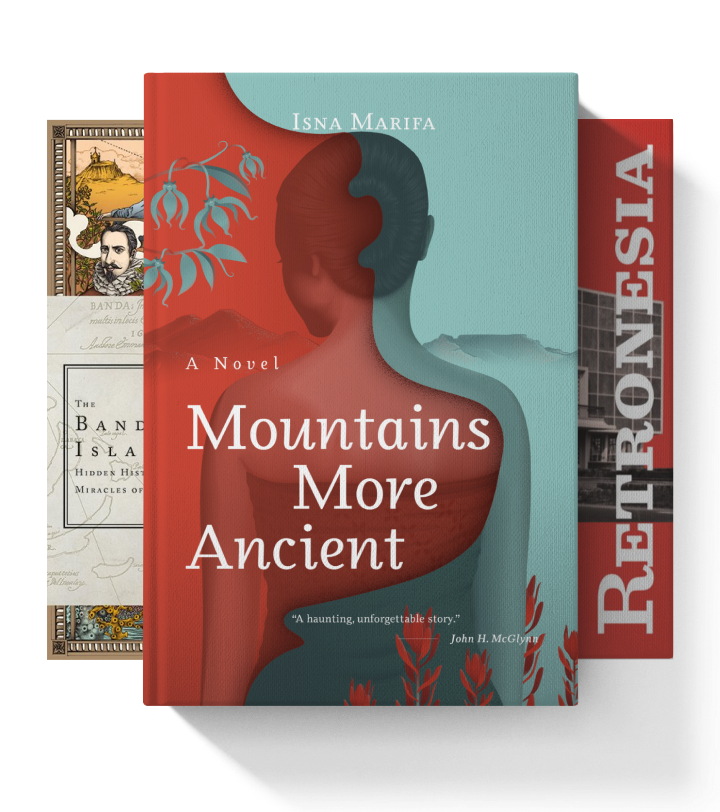 BANDA:
16
THE
BAND
ISLA
HIDDEN HIST
MIRACLES OF
ISNA MARIFA
A Novel
Mountains
More
Ancient
“A haunting, unforgettable story.”
John H. McGlynn
RETRONESIA